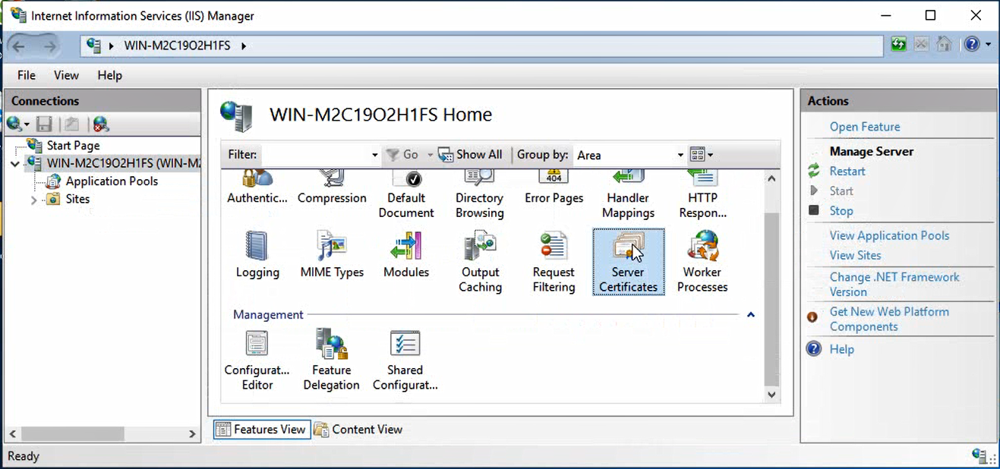 Internet Information Services (IIS) Manager
WIN-M2C19O2H1FS
File View Help
Connections
Start Page
WIN-M2C19O2H1FS (WIN-M2
Application Pools
Sites
WIN-M2C19O2H1FS Home
Filter: Go Show All Group by: Area
Authentic... Compression Default Document Directory Browsing Error Pages Handler Mappings HTTP Respon...
404
Logging MIME Types Modules Output Caching Request Filtering Server Certificates Worker Processes
Management
Configurat... Editor Feature Delegation Shared Configurat...
Features View Content View
Actions
Open Feature
Manage Server
Restart
Start
Stop
View Application Pools
View Sites
Change .NET Framework
Version
Get New Web Platform
Components
Help
Ready